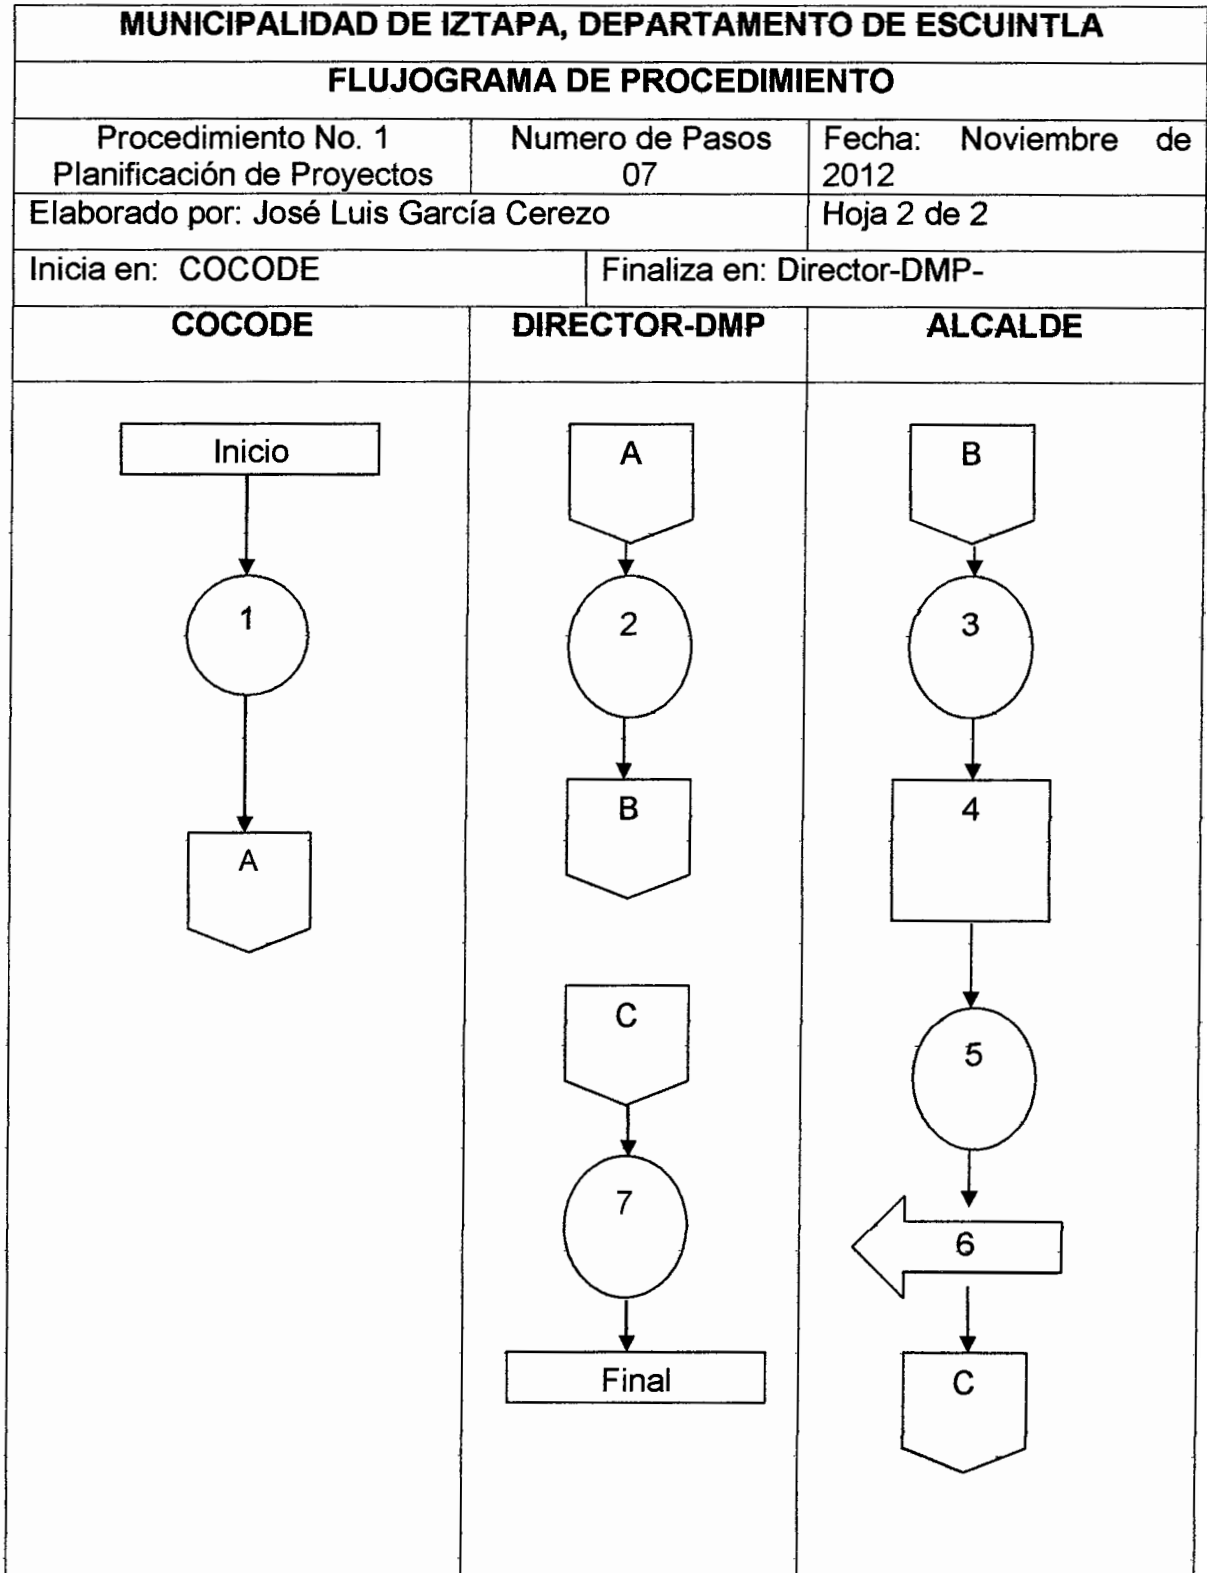 MUNICIPALIDAD DE IZTAPA, DEPARTAMENTO DE ESCUINTLA
FLUJOGRAMA DE PROCEDIMIENTO
Procedimiento No. 1
Planificación de Proyectos
Numero de Pasos
07
Fecha: Noviembre de
2012
Elaborado por: José Luis García Cerezo
Hoja 2 de 2
Inicia en: COCODE
Finaliza en: Director-DMP-
COCODE
DIRECTOR-DMP
ALCALDE
Inicio
1
A
A
2
B
C
7
Final
B
3
4
5
6
C